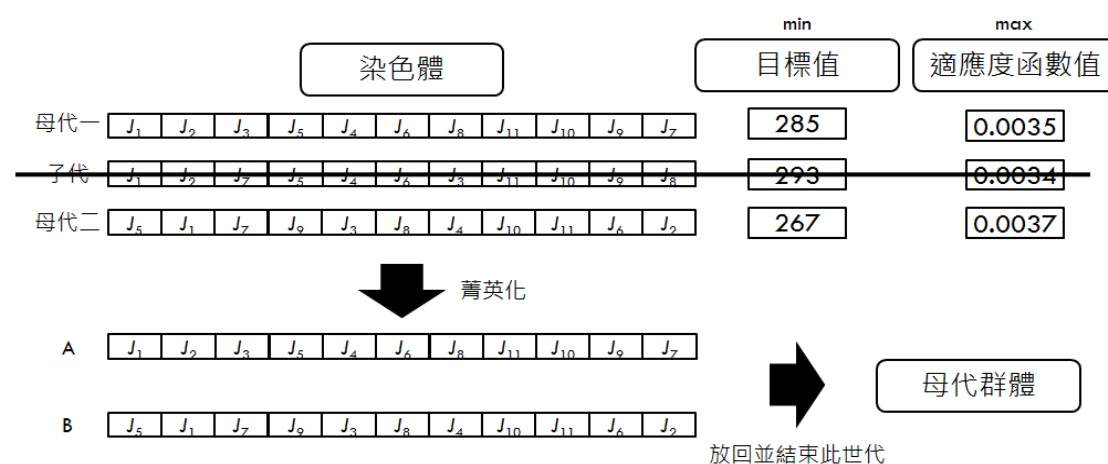 min max
染色體 目標值 適應度函數值
母代一 J1 J2 J3 J5 J4 J6 J8 J11 J10 J9 J7 285 0.0035
子代 J1 J2 J7 J5 J4 J6 J3 J11 J10 J9 J8 293 0.0034
母代二 J5 J1 J7 J9 J3 J8 J4 J10 J11 J6 J2 267 0.0037
菁英化
A J1 J2 J3 J5 J4 J6 J8 J11 J10 J9 J7
母代群體
B J5 J1 J7 J9 J3 J8 J4 J10 J11 J6 J2
放回並結束此世代